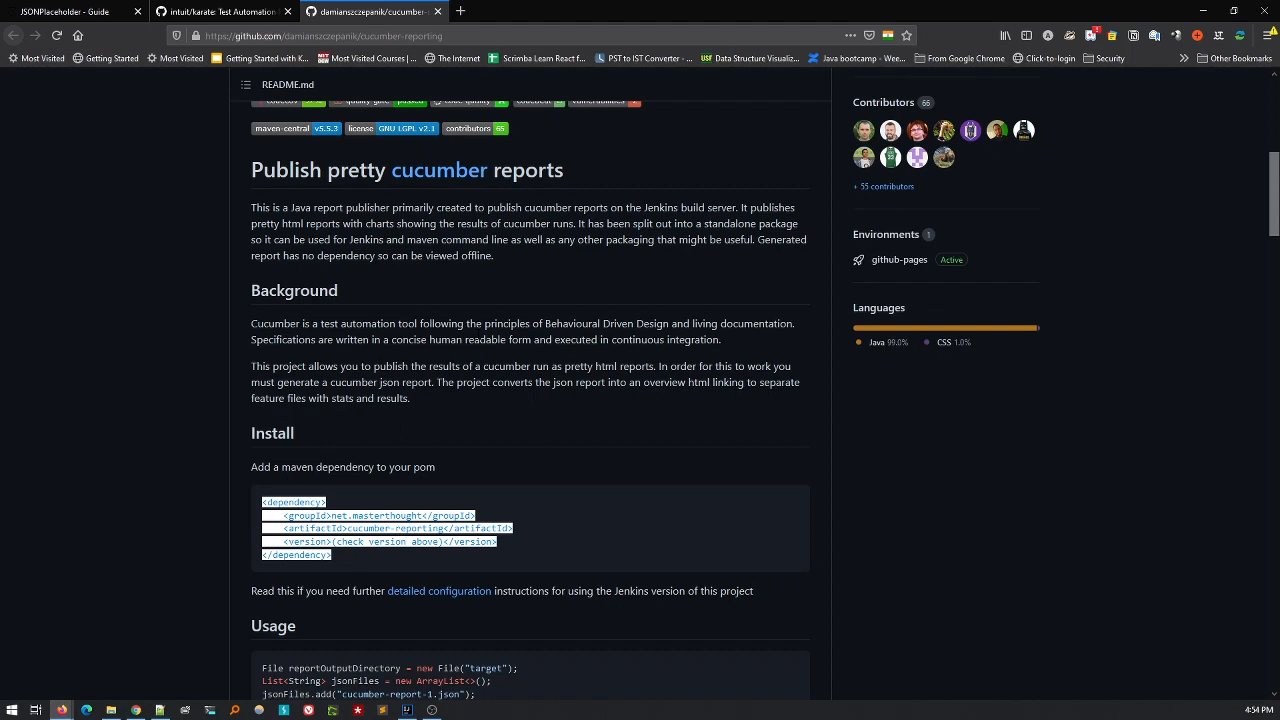 JSONPlaceholder - Guide
intuit/karate: Test Automation
damianszczepanik/cucumber-
https://github.com/damianszczepanik/cucumber-reporting
Most Visited
Getting Started
Most Visited
Getting Started with K...
Most Visited Courses |...
The Internet
Scrimba Learn React f...
PST to IST Converter - ...
Data Structure Visualiz...
Java bootcamp - Wee...
From Google Chrome
Click-to-login
Security
Other Bookmarks
README.md
maven-central v5.5.3 license GNU LGPL v2.1 contributors 65
Publish pretty cucumber reports
This is a Java report publisher primarily created to publish cucumber reports on the Jenkins build server. It publishes
pretty html reports with charts showing the results of cucumber runs. It has been split out into a standalone package
so it can be used for Jenkins and maven command line as well as any other packaging that might be useful. Generated
report has no dependency so can be viewed offline.
Background
Cucumber is a test automation tool following the principles of Behavioural Driven Design and living documentation.
Specifications are written in a concise human readable form and executed in continuous integration.
This project allows you to publish the results of a cucumber run as pretty html reports. In order for this to work you
must generate a cucumber json report. The project converts the json report into an overview html linking to separate
feature files with stats and results.
Install
Add a maven dependency to your pom
<dependency>
<groupId>net.masterthought</groupId>
<artifactId>cucumber-reporting</artifactId>
<version>(check version above)</version>
</dependency>
Read this if you need further detailed configuration instructions for using the Jenkins version of this project
Usage
File reportOutputDirectory = new File("target");
List<String> jsonFiles = new ArrayList<>();
jsonFiles.add("cucumber-report-1.json");
Contributors 66
+ 55 contributors
Environments 1
github-pages Active
Languages
Java 99.0% CSS 1.0%
4:54 PM